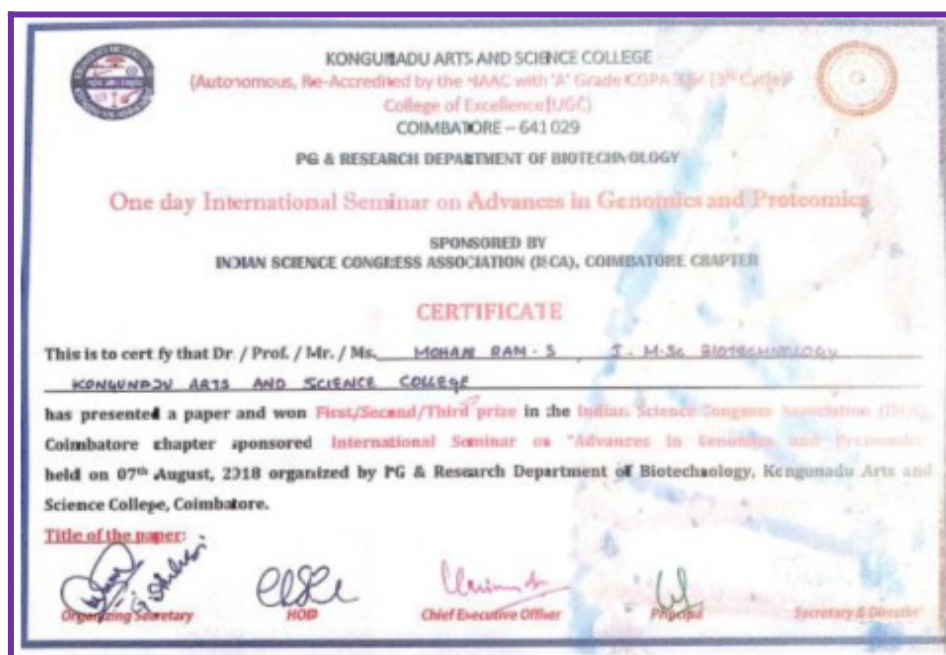 KONGUNADU ARTS AND SCIENCE COLLEGE
(Autonomous, Re-Accredited by the NAAC with 'A' Grade CGPA (3rd Cycle)
College of Excellence (UGC)
COIMBATORE – 641 029
PG & RESEARCH DEPARTMENT OF BIOTECHNOLOGY
One day International Seminar on Advances in Genomics and Proteomics
SPONSORED BY
INDIAN SCIENCE CONGRESS ASSOCIATION (ISCA), COIMBATORE CHAPTER
CERTIFICATE
This is to certify that Dr / Prof. / Mr. / Ms. MOHAN RAM - S I - M.Sc BIOTECHNOLOGY
KONGUNADU ARTS AND SCIENCE COLLEGE
has presented a paper and won First/Second/Third prize in the Indian Science Congress Association (ISCA),
Coimbatore chapter sponsored International Seminar on "Advances in Genomics and Proteomics"
held on 07th August, 2018 organized by PG & Research Department of Biotechnology, Kongunadu Arts and
Science College, Coimbatore.
Title of the paper:
Organizing Secretary HOD Chief Executive Officer Principal Secretary & Director